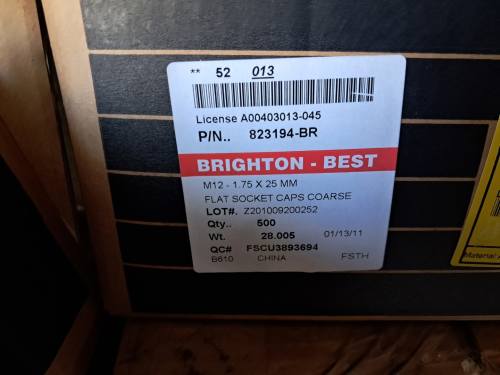 ** 52 013
License A00403013-045
P/N.. 823194-BR
BRIGHTON - BEST
M12 - 1.75 X 25 MM
FLAT SOCKET CAPS COARSE
LOT#. Z201009200252
Qty.. 500
Wt. 28.005 01/13/11
QC# FSCU3893694
B610 CHINA FSTH
Material